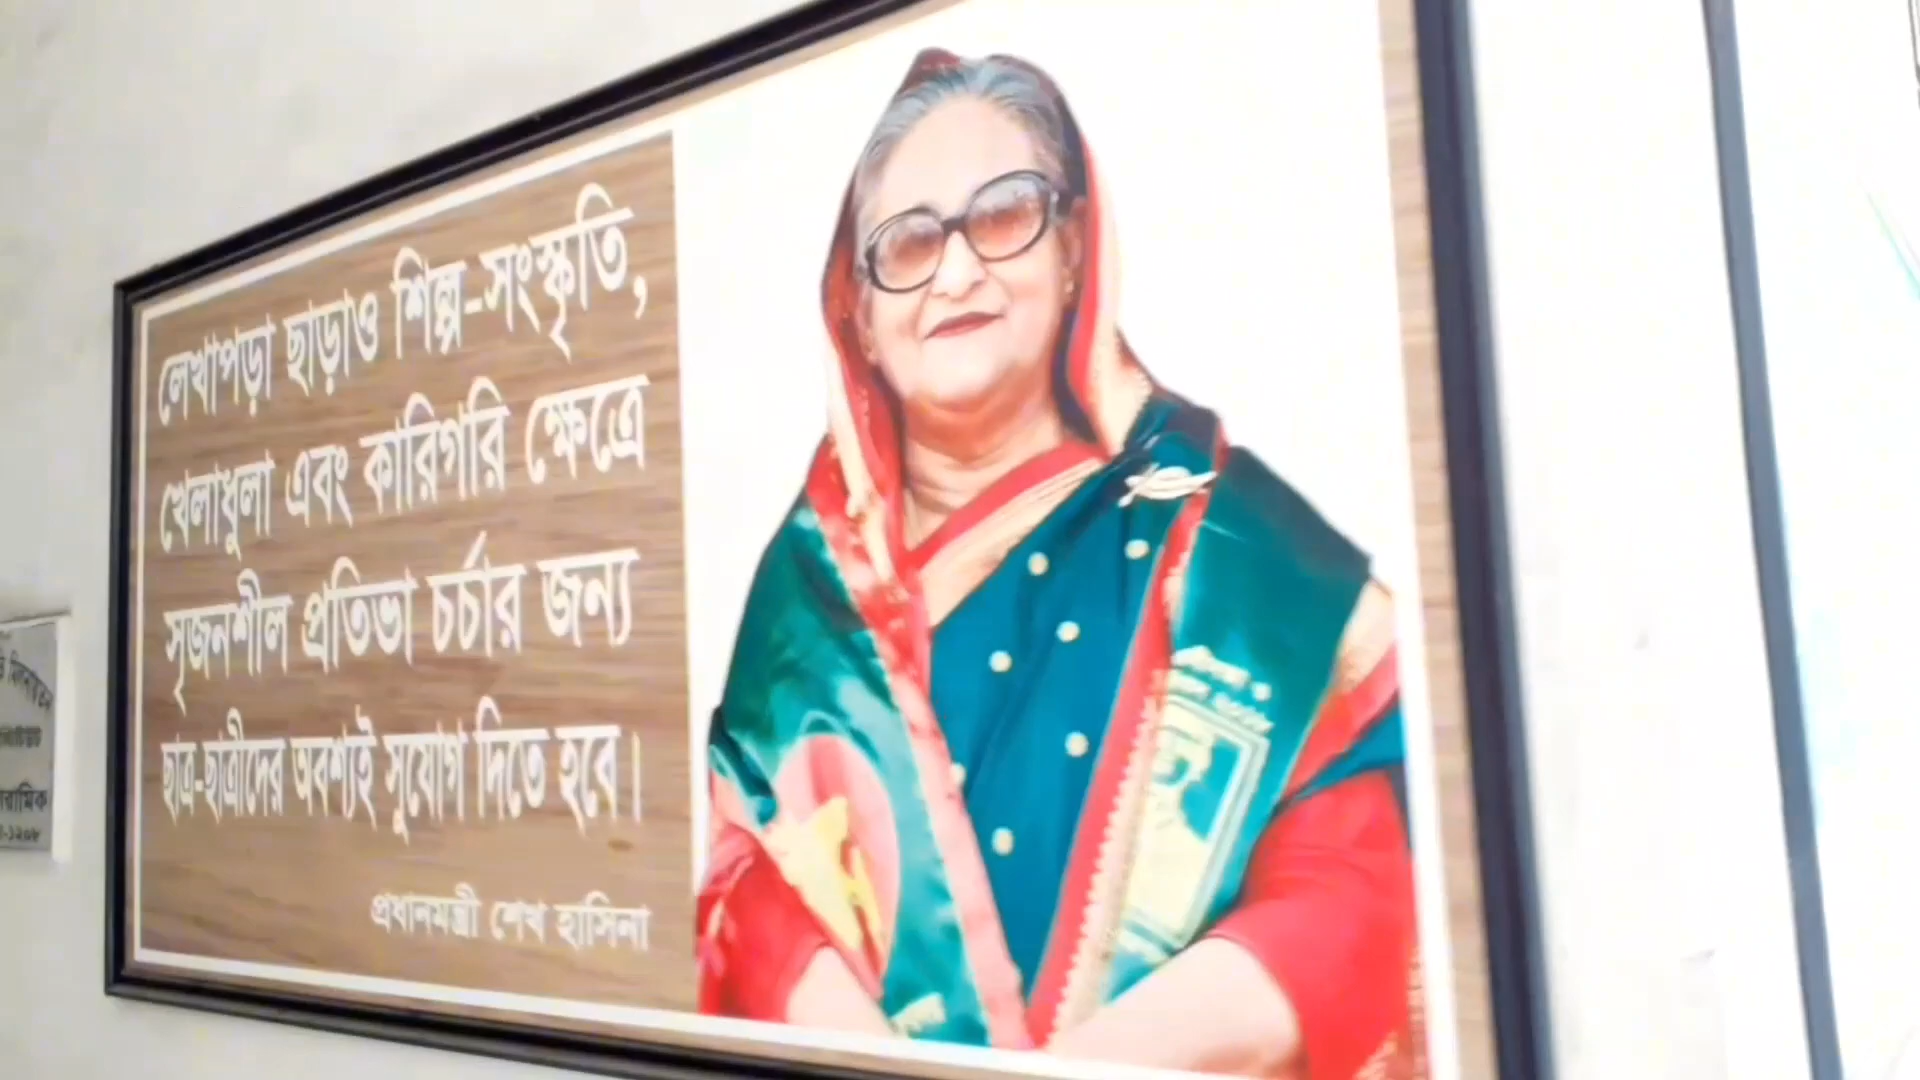 লেখাপড়া ছাড়াও শিল্প-সংস্কৃতি,
খেলাধুলা এবং কারিগরি ক্ষেত্রে
সৃজনশীল প্রতিভা চর্চার জন্য
ছাত্র-ছাত্রীদের অবশ্যই সুযোগ দিতে হবে।
প্রধানমন্ত্রী শেখ হাসিনা